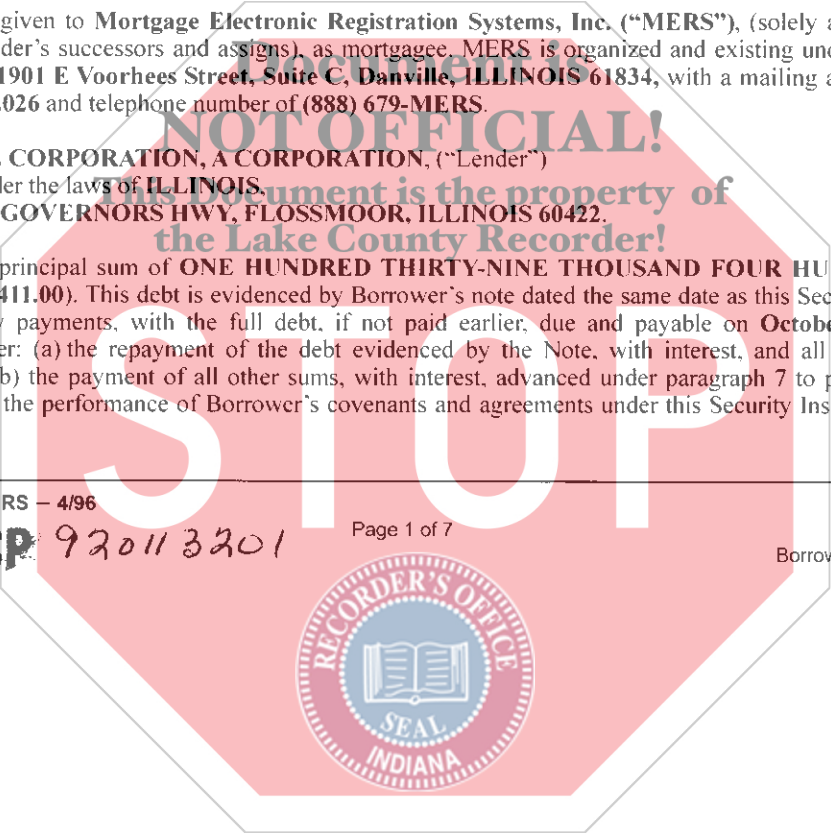 given to Mortgage Electronic Registration Systems, Inc. (“MERS”), (solely a
der’s successors and assigns), as mortgagee. MERS is organized and existing un
1901 E Voorhees Street, Suite C, Danville, ILLINOIS 61834, with a mailing a
026 and telephone number of (888) 679-MERS.
Document is
NOT OFFICIAL!
This Document is the property of
the Lake County Recorder!
CORPORATION, A CORPORATION, (“Lender”)
er the laws of ILLINOIS,
GOVERNORS HWY, FLOSSMOOR, ILLINOIS 60422.
principal sum of ONE HUNDRED THIRTY-NINE THOUSAND FOUR HU
411.00). This debt is evidenced by Borrower’s note dated the same date as this Sec
payments, with the full debt, if not paid earlier, due and payable on Octobe
er: (a) the repayment of the debt evidenced by the Note, with interest, and all
b) the payment of all other sums, with interest, advanced under paragraph 7 to p
the performance of Borrower’s covenants and agreements under this Security Ins
STOP
RS – 4/96
P 920113201
Page 1 of 7
Borrow
RECORDER'S OFFICE
SEAL
INDIANA